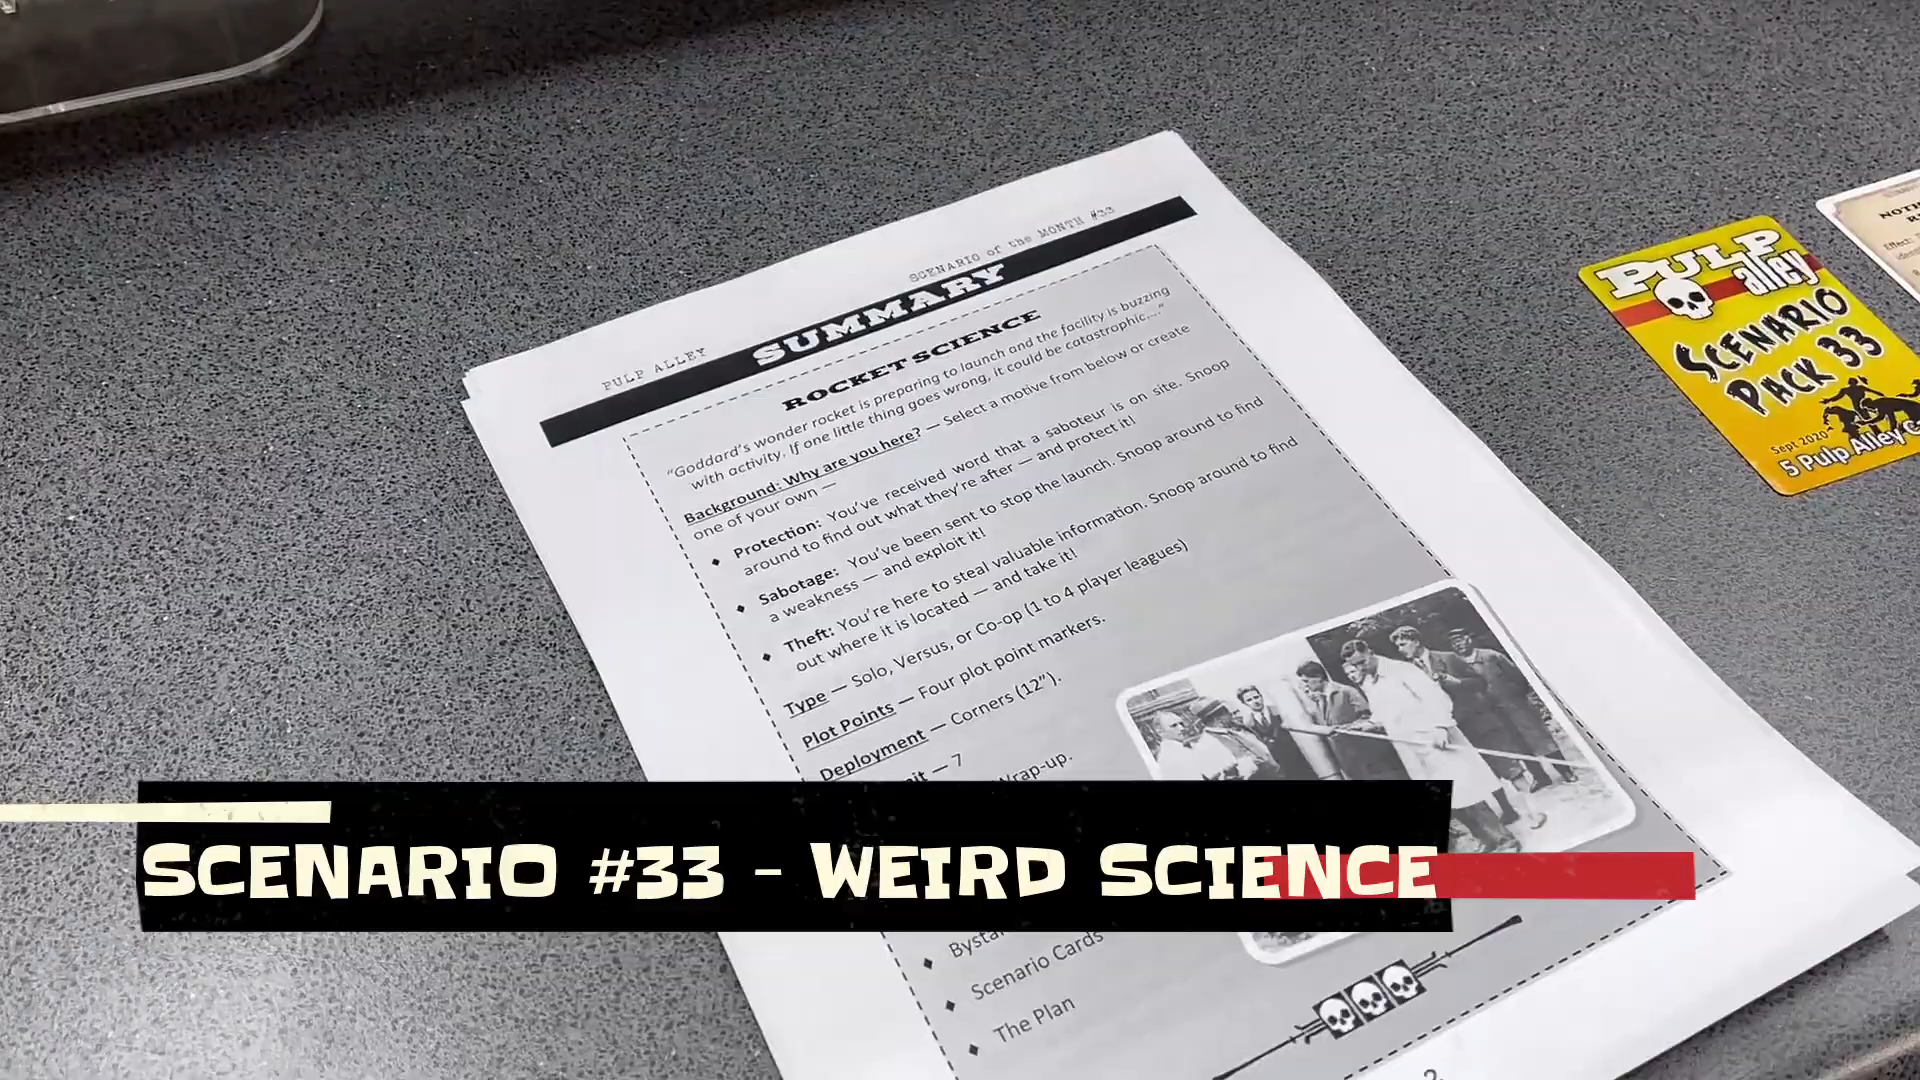 PULP ALLEY
SCENARIO of the MONTH #33
SUMMARY
ROCKET SCIENCE
"Goddard's wonder rocket is preparing to launch and the facility is buzzing
with activity. If one little thing goes wrong, it could be catastrophic...."
Background: Why are you here? — Select a motive from below or create
one of your own —
Protection: You've received word that a saboteur is on site. Snoop
around to find out what they're after — and protect it!
Sabotage: You've been sent to stop the launch. Snoop around to find
a weakness — and exploit it!
Theft: You're here to steal valuable information. Snoop around to find
out where it is located — and take it!
Type — Solo, Versus, or Co-op (1 to 4 player leagues)
Plot Points — Four plot point markers.
Deployment — Corners (12").
— 7
Wrap-up.
Scenario Cards
The Plan
2
PULP
alley
SCENARIO
PACK 33
Sept 2020
5 Pulp Alley
SCENARIO #33 - WEIRD SCIENCE